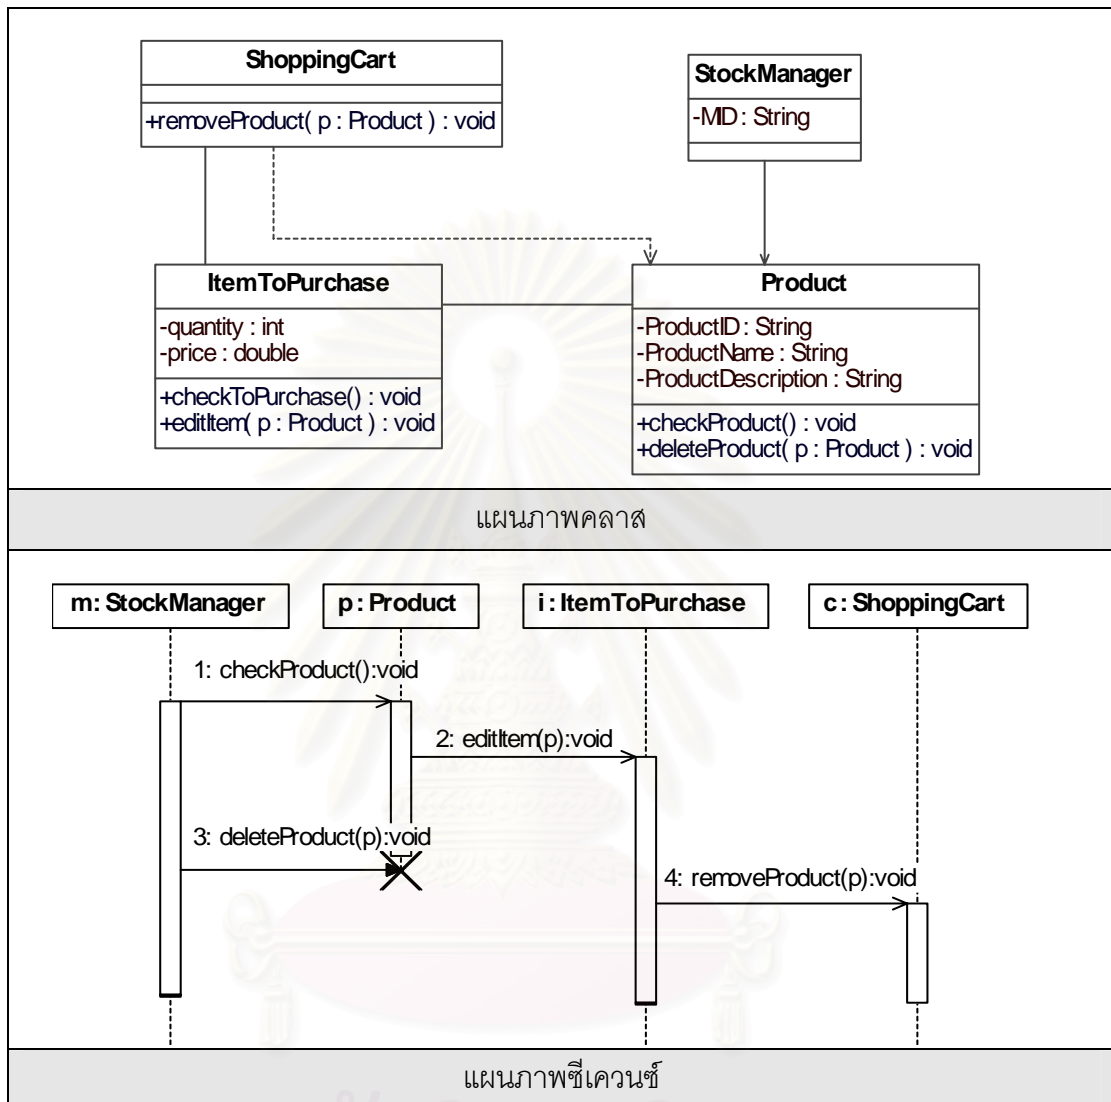 ShoppingCart
+removeProduct( p : Product ) : void
StockManager
-MID : String
ItemToPurchase
-quantity : int
-price : double
+checkToPurchase() : void
+editItem( p : Product ) : void
Product
-ProductID : String
-ProductName : String
-ProductDescription : String
+checkProduct() : void
+deleteProduct( p : Product ) : void
แผนภาพคลาส
m: StockManager
p : Product
i : ItemToPurchase
c : ShoppingCart
1: checkProduct():void
2: editItem(p):void
3: deleteProduct(p):void
4: removeProduct(p):void
แผนภาพซีเควนซ์